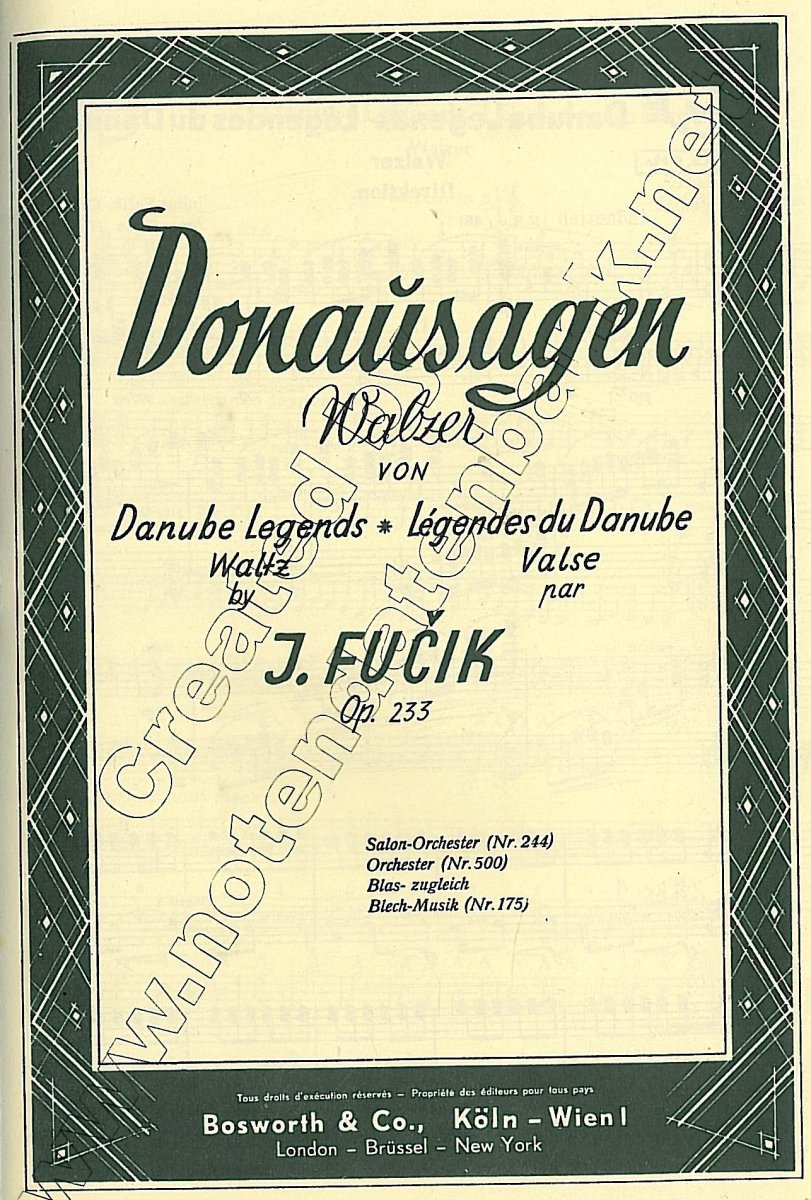 Donaŭsagen
Walzer
VON
Danube Legends * Légendes du Danube
Waltz Valse
by par
J. FUČIK
Op. 233
Salon-Orchester (Nr. 244)
Orchester (Nr. 500)
Blas- zugleich
Blech-Musik (Nr. 175)
Tous droits d'exécution réservés – Propriété des éditeurs pour tous pays
Bosworth & Co., Köln – Wien I
London – Brüssel – New York
Created by
www.notendatenbank.net